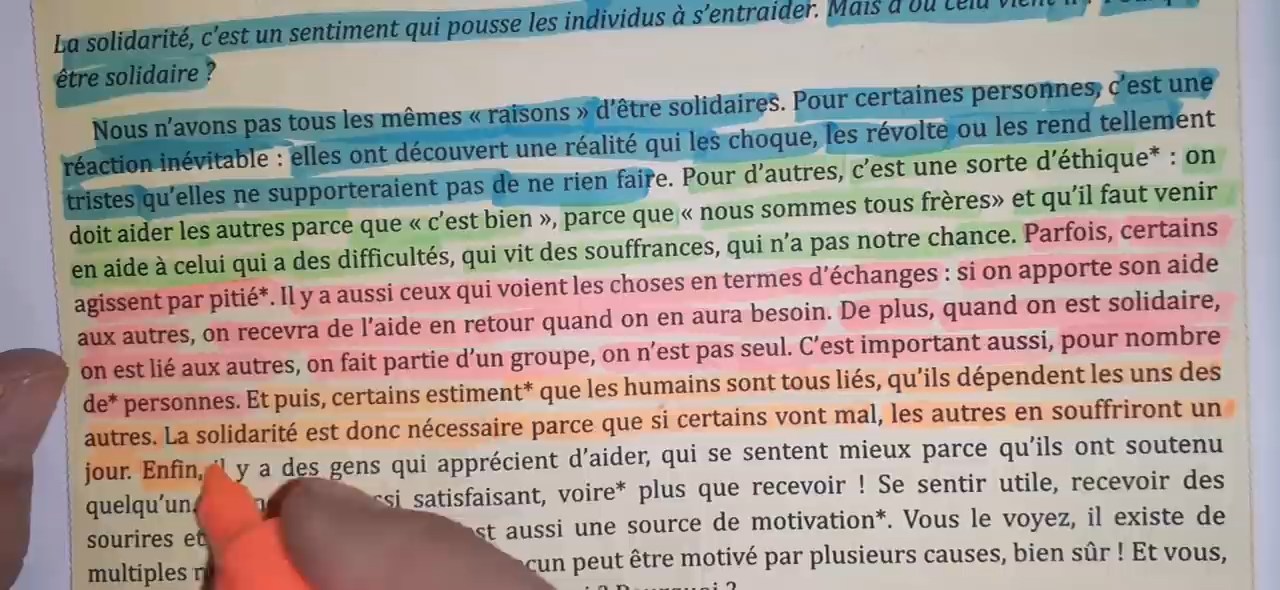 La solidarité, c'est un sentiment qui pousse les individus à s'entraider. Mais d'où cela vient-il ?
être solidaire ?
Nous n'avons pas tous les mêmes « raisons » d'être solidaires. Pour certaines personnes, c'est une
réaction inévitable : elles ont découvert une réalité qui les choque, les révolte ou les rend tellement
tristes qu'elles ne supporteraient pas de ne rien faire. Pour d'autres, c'est une sorte d'éthique* : on
doit aider les autres parce que « c'est bien », parce que « nous sommes tous frères» et qu'il faut venir
en aide à celui qui a des difficultés, qui vit des souffrances, qui n'a pas notre chance. Parfois, certains
agissent par pitié*. Il y a aussi ceux qui voient les choses en termes d'échanges : si on apporte son aide
aux autres, on recevra de l'aide en retour quand on en aura besoin. De plus, quand on est solidaire,
on est lié aux autres, on fait partie d'un groupe, on n'est pas seul. C'est important aussi, pour nombre
de* personnes. Et puis, certains estiment* que les humains sont tous liés, qu'ils dépendent les uns des
autres. La solidarité est donc nécessaire parce que si certains vont mal, les autres en souffriront un
jour. Enfin, il y a des gens qui apprécient d'aider, qui se sentent mieux parce qu'ils ont soutenu
quelqu'un. satisfaisant, voire* plus que recevoir ! Se sentir utile, recevoir des
sourires et aussi une source de motivation*. Vous le voyez, il existe de
multiples peut être motivé par plusieurs causes, bien sûr ! Et vous,